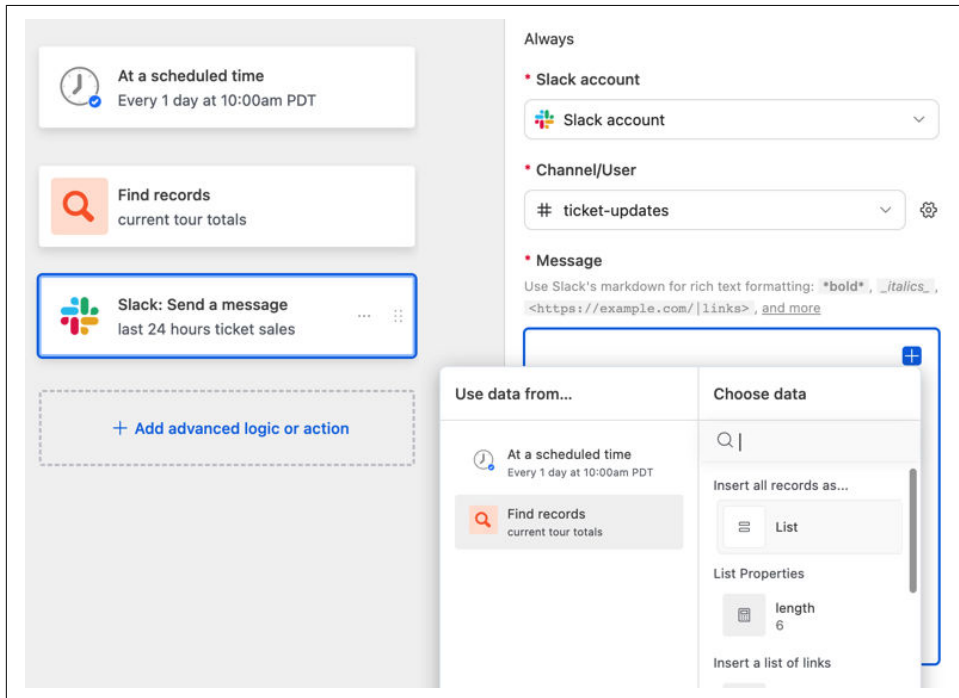 At a scheduled time
Every 1 day at 10:00am PDT
Find records
current tour totals
Slack: Send a message
last 24 hours ticket sales
+ Add advanced logic or action
Always
* Slack account
Slack account
* Channel/User
# ticket-updates
* Message
Use Slack's markdown for rich text formatting: *bold* , _italics_ ,
<https://example.com/|links> , and more
Use data from...
At a scheduled time
Every 1 day at 10:00am PDT
Find records
current tour totals
Choose data
Insert all records as...
List
List Properties
length
6
Insert a list of links